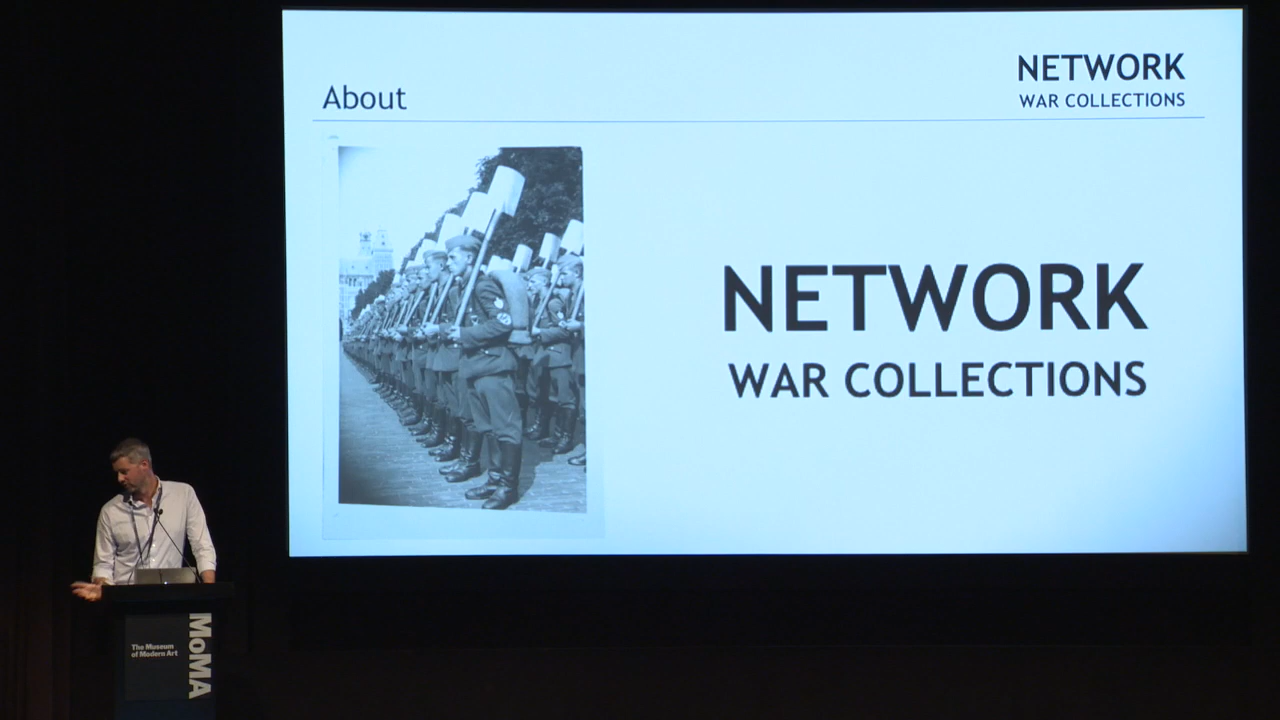 About
NETWORK
WAR COLLECTIONS
NETWORK
WAR COLLECTIONS
The Museum
of Modern Art
MoMA